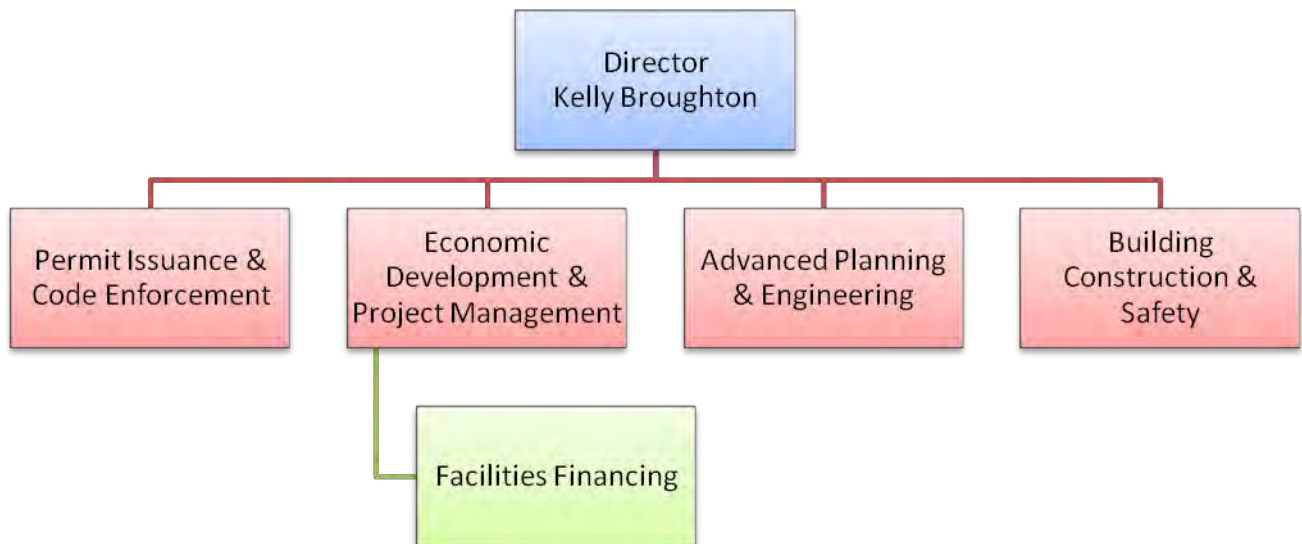 Director
Kelly Broughton
Permit Issuance &
Code Enforcement
Economic
Development &
Project Management
Advanced Planning
& Engineering
Building
Construction &
Safety
Facilities Financing